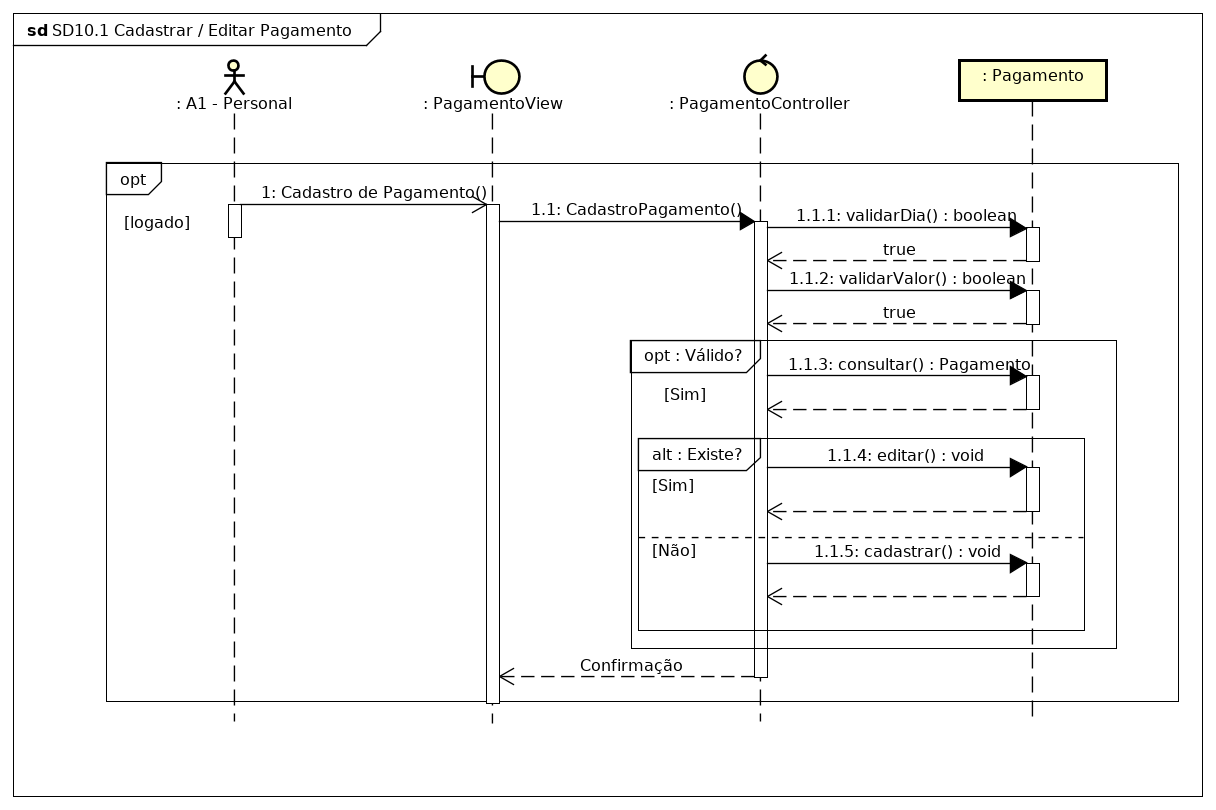 sd SD10.1 Cadastrar / Editar Pagamento
: A1 - Personal
: PagamentoView
: PagamentoController
: Pagamento
opt
[logado]
1: Cadastro de Pagamento()
1.1: CadastroPagamento()
1.1.1: validarDia() : boolean
true
1.1.2: validarValor() : boolean
true
opt : Válido?
[Sim]
1.1.3: consultar() : Pagamento
alt : Existe?
[Sim]
1.1.4: editar() : void
[Não]
1.1.5: cadastrar() : void
Confirmação